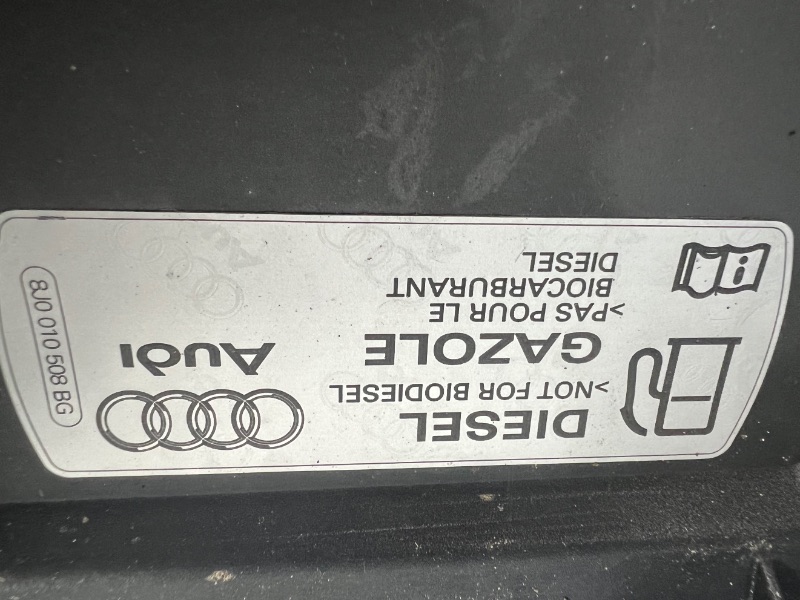 DIESEL
>NOT FOR BIODIESEL
GAZOLE
>PAS POUR LE
BIOCARBURANT
DIESEL
Audi
8J0 010 508 BG